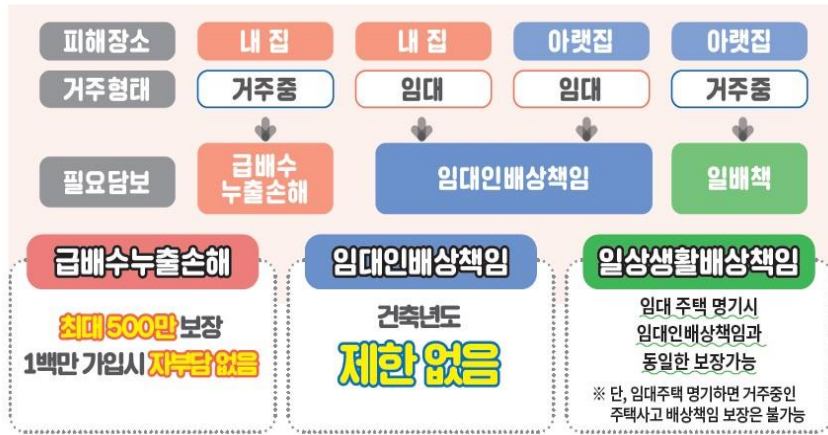 피해장소 내 집 내 집 아랫집 아랫집
거주형태 거주중 임대 임대 거주중
필요담보 급배수 누출손해 임대인배상책임 일배책
급배수누출손해
최대 500만 보장
1백만 가입시 자부담 없음
임대인배상책임
건축년도
제한 없음
일상생활배상책임
임대 주택 명기시
임대인배상책임과
동일한 보장가능
※ 단, 임대주택 명기하면 거주중인
주택사고 배상책임 보장은 불가능